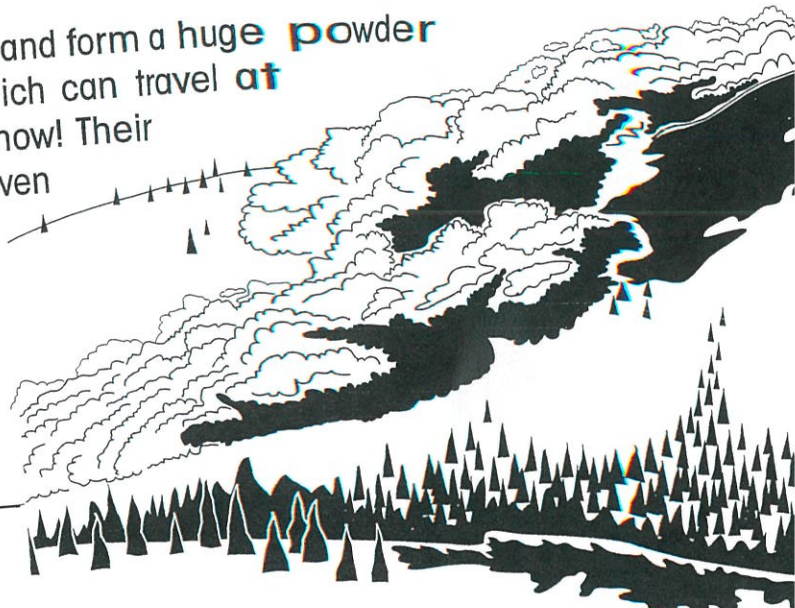 and form a huge powder
ich can travel at
now! Their
ven